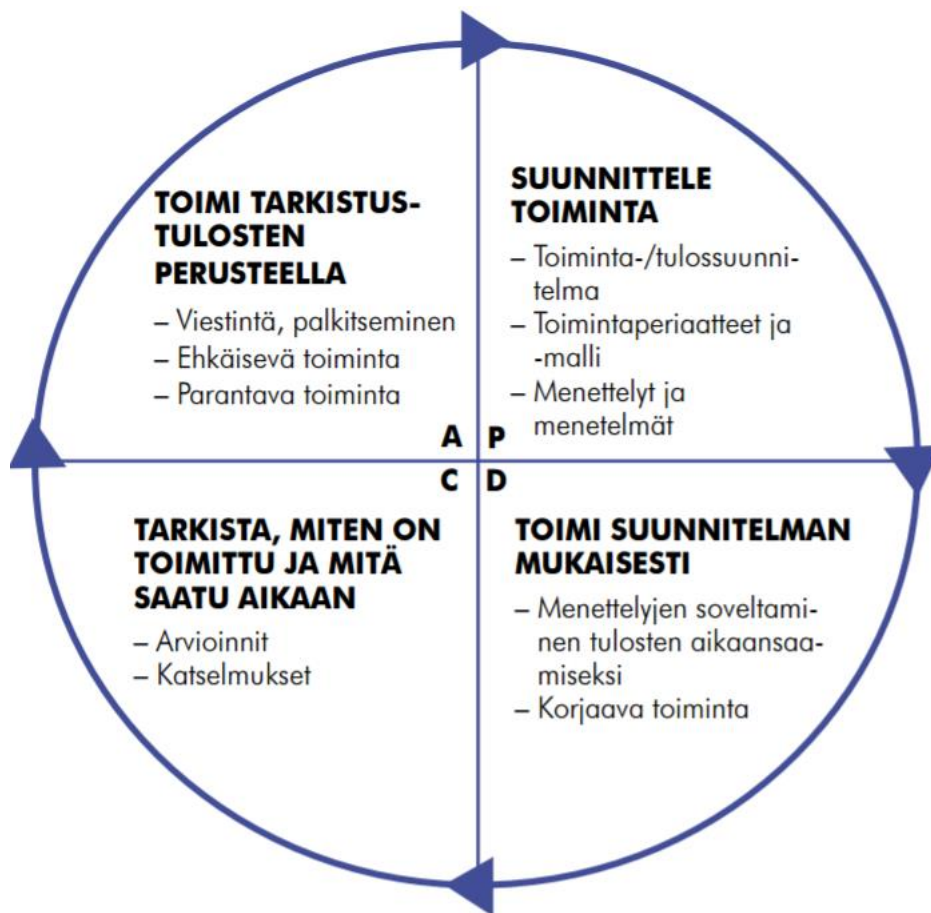 SUUNNITTELE
TOIMINTA
– Toiminta-/tulossuunni-
telma
– Toimintaperiaatteet ja
-malli
– Menettelyt ja
menetelmät
P
D
TOIMI SUUNNITELMAN
MUKAISESTI
– Menettelyjen soveltami-
nen tulosten aikaansaa-
miseksi
– Korjaava toiminta
C
TARKISTA, MITEN ON
TOIMITTU JA MITÄ
SAATU AIKAAN
– Arvioinnit
– Katselmukset
A
TOIMI TARKISTUS-
TULOSTEN
PERUSTEELLA
– Viestintä, palkitseminen
– Ehkäisevä toiminta
– Parantava toiminta